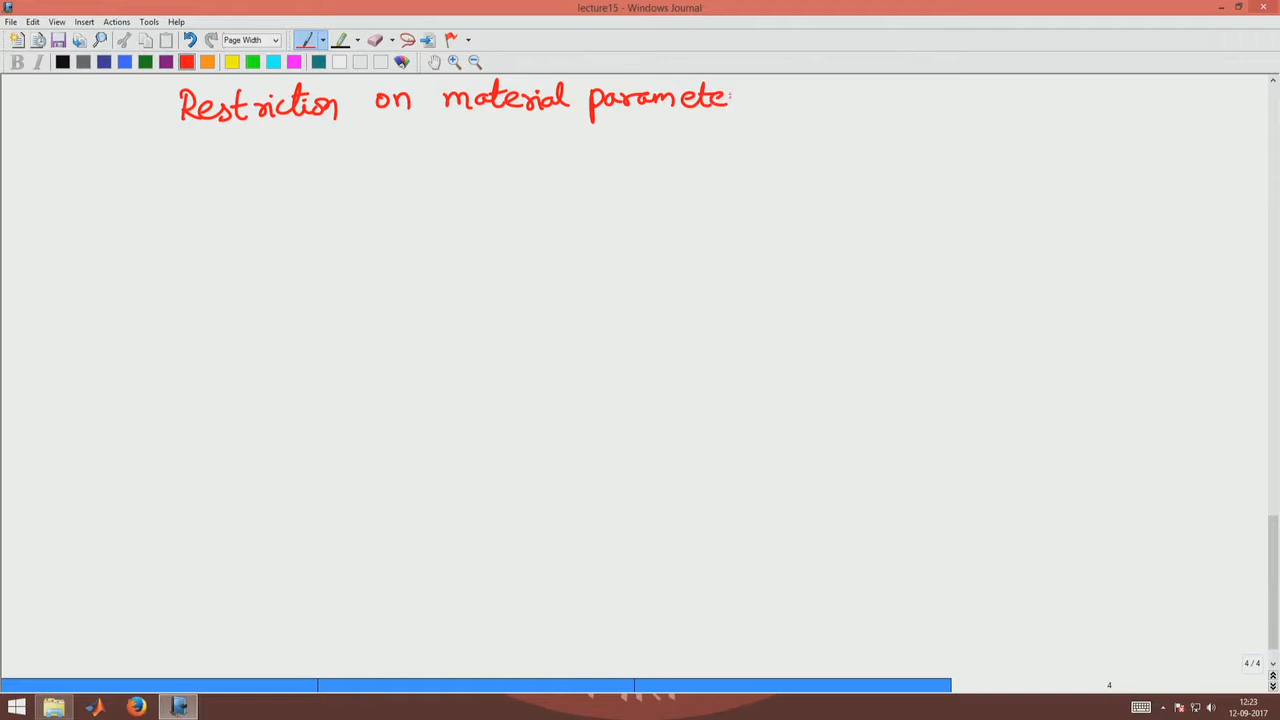 lecture15 - Windows Journal
File Edit View Insert Actions Tools Help
Page Width
B I
Restriction on material paramete
4 / 4
4
12:23
12-09-2017